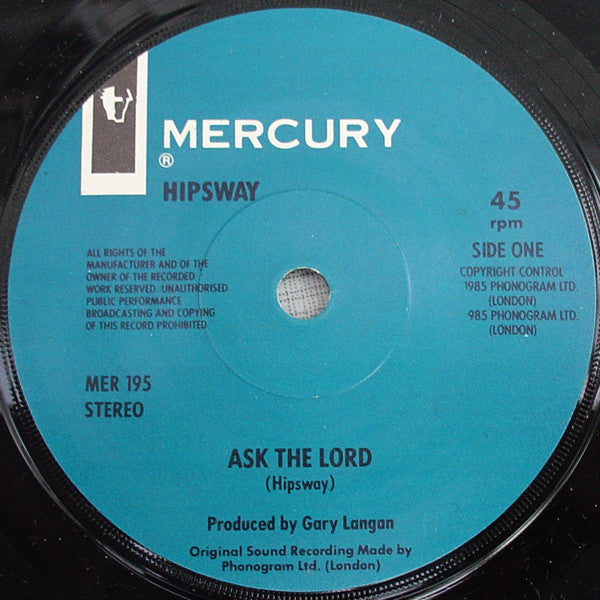 MERCURY
®
HIPSWAY
45
rpm
SIDE ONE
ALL RIGHTS OF THE
MANUFACTURER AND OF THE
OWNER OF THE RECORDED
WORK RESERVED. UNAUTHORISED
PUBLIC PERFORMANCE
BROADCASTING AND COPYING
OF THIS RECORD PROHIBITED.
COPYRIGHT CONTROL
1985 PHONOGRAM LTD.
(LONDON)
985 PHONOGRAM LTD.
(LONDON)
MER 195
STEREO
ASK THE LORD
(Hipsway)
Produced by Gary Langan
Original Sound Recording Made by
Phonogram Ltd. (London)